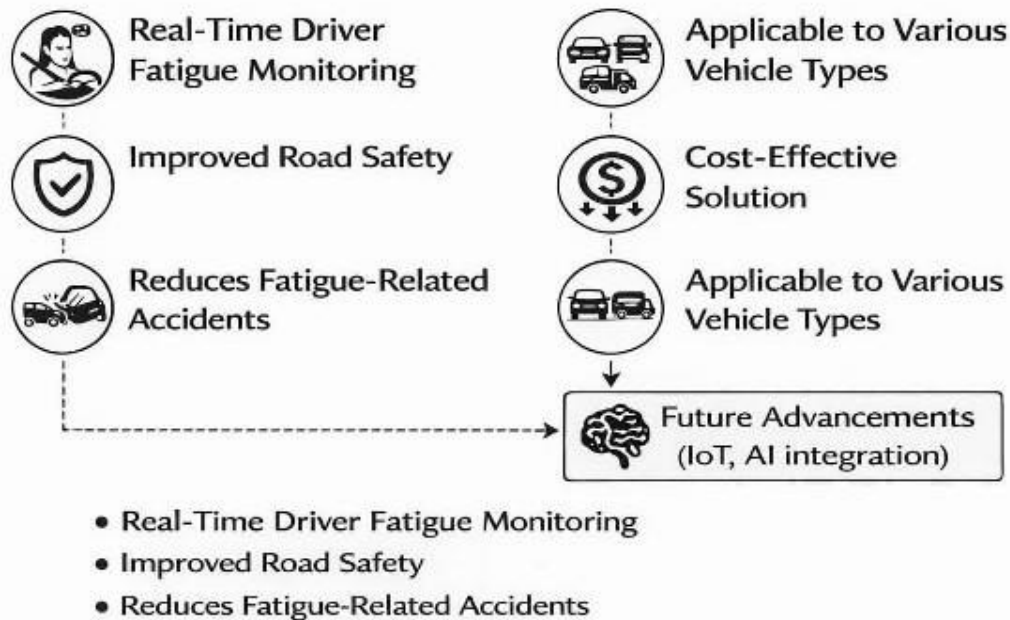 Real-Time Driver
Fatigue Monitoring
Improved Road Safety
Reduces Fatigue-Related
Accidents
Applicable to Various
Vehicle Types
$
Cost-Effective
Solution
Applicable to Various
Vehicle Types
Future Advancements
(IoT, AI integration)
• Real-Time Driver Fatigue Monitoring
• Improved Road Safety
• Reduces Fatigue-Related Accidents